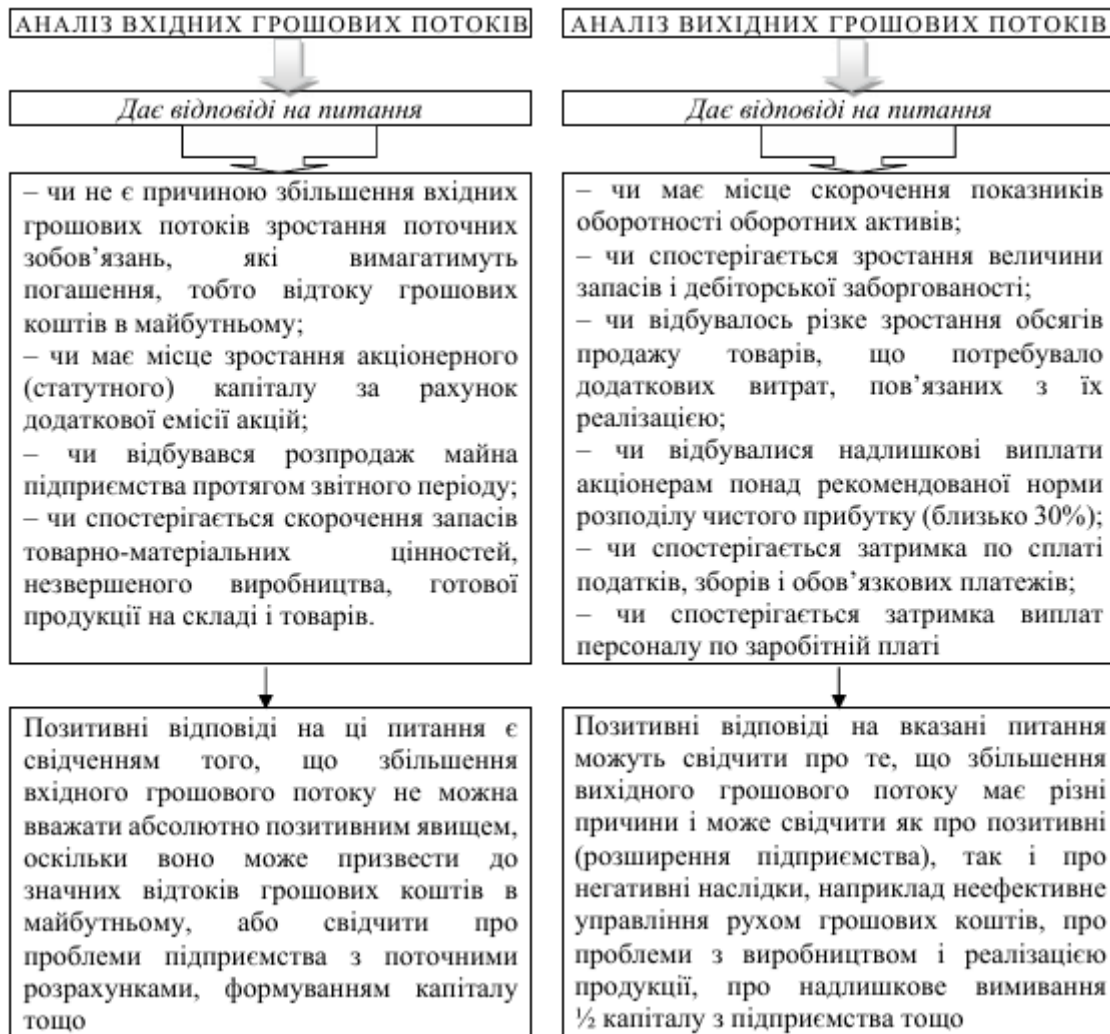 АНАЛІЗ ВХІДНИХ ГРОШОВИХ ПОТОКІВ
Дає відповіді на питання
– чи не є причиною збільшення вхідних
грошових потоків зростання поточних
зобов’язань, які вимагатимуть
погашення, тобто відтоку грошових
коштів в майбутньому;
– чи має місце зростання акціонерного
(статутного) капіталу за рахунок
додаткової емісії акцій;
– чи відбувався розпродаж майна
підприємства протягом звітного періоду;
– чи спостерігається скорочення запасів
товарно-матеріальних цінностей,
незвершеного виробництва, готової
продукції на складі і товарів.
Позитивні відповіді на ці питання є
свідченням того, що збільшення
вхідного грошового потоку не можна
вважати абсолютно позитивним явищем,
оскільки воно може призвести до
значних відтоків грошових коштів в
майбутньому, або свідчити про
проблеми підприємства з поточними
розрахунками, формуванням капіталу
тощо
АНАЛІЗ ВИХІДНИХ ГРОШОВИХ ПОТОКІВ
Дає відповіді на питання
– чи має місце скорочення показників
оборотності оборотних активів;
– чи спостерігається зростання величини
запасів і дебіторської заборгованості;
– чи відбувалось різке зростання обсягів
продажу товарів, що потребувало
додаткових витрат, пов’язаних з їх
реалізацією;
– чи відбувалися надлишкові виплати
акціонерам понад рекомендованої норми
розподілу чистого прибутку (близько 30%);
– чи спостерігається затримка по сплаті
податків, зборів і обов’язкових платежів;
– чи спостерігається затримка виплат
персоналу по заробітній платі
Позитивні відповіді на вказані питання
можуть свідчити про те, що збільшення
вихідного грошового потоку має різні
причини і може свідчити як про позитивні
(розширення підприємства), так і про
негативні наслідки, наприклад неефективне
управління рухом грошових коштів, про
проблеми з виробництвом і реалізацією
продукції, про надлишкове вимивання
½ капіталу з підприємства тощо